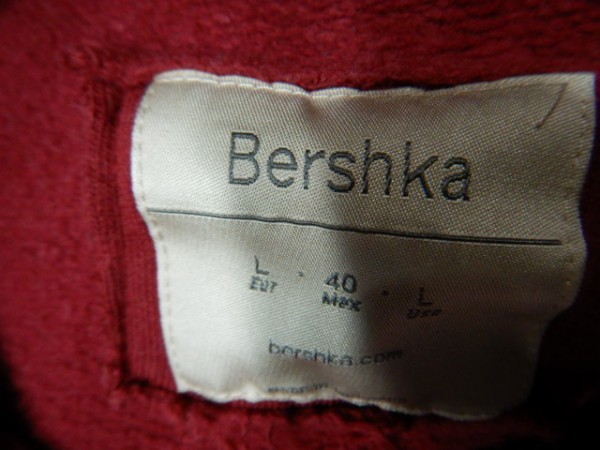 Bershka
L · 40 · L
EUR Mex USA
bershka.com